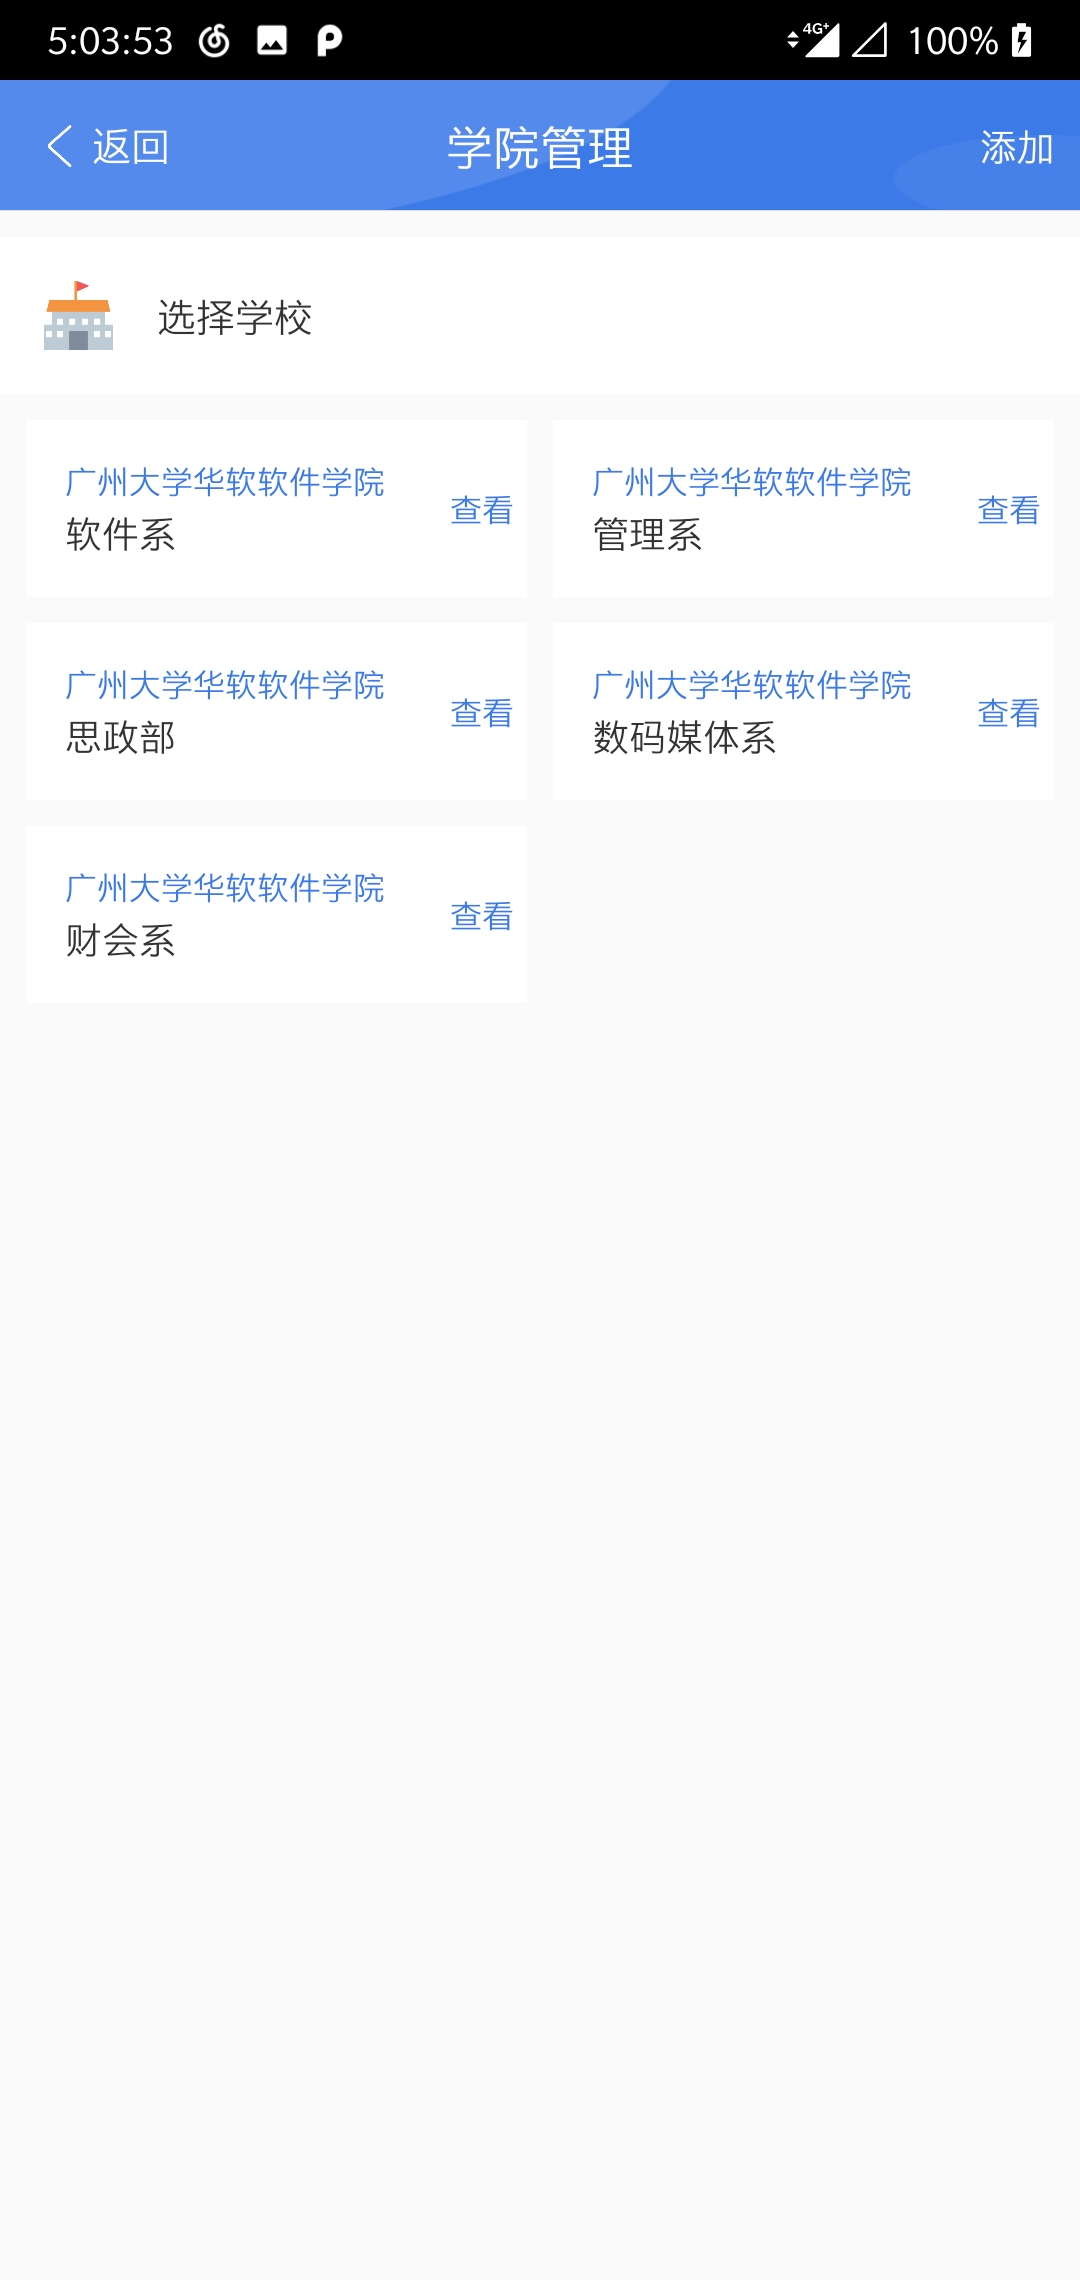 5:03:53
4G+
100%
返回
学院管理
添加
选择学校
广州大学华软软件学院
软件系
查看
广州大学华软软件学院
管理系
查看
广州大学华软软件学院
思政部
查看
广州大学华软软件学院
数码媒体系
查看
广州大学华软软件学院
财会系
查看